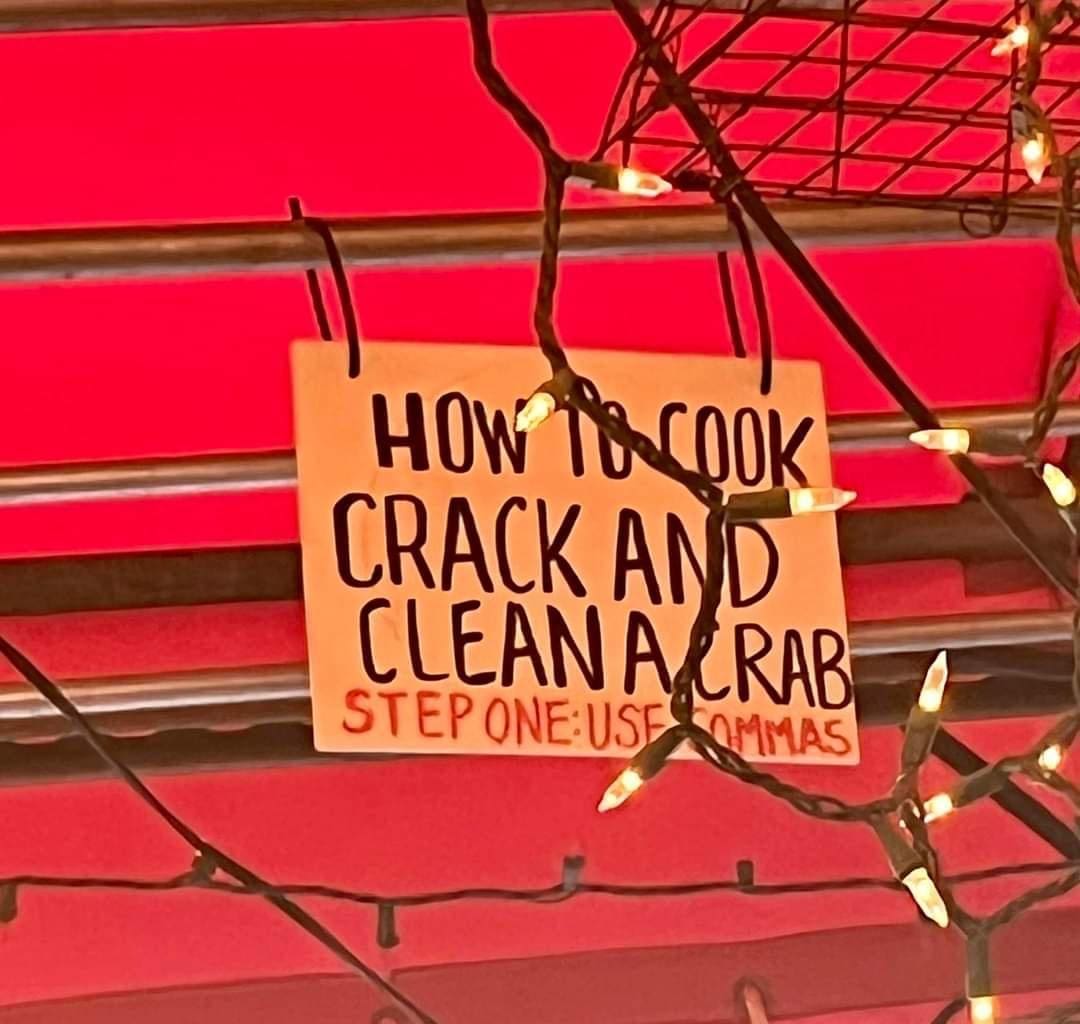 HOW TO COOK
CRACK AND
CLEAN A CRAB
STEP ONE: USE COMMAS